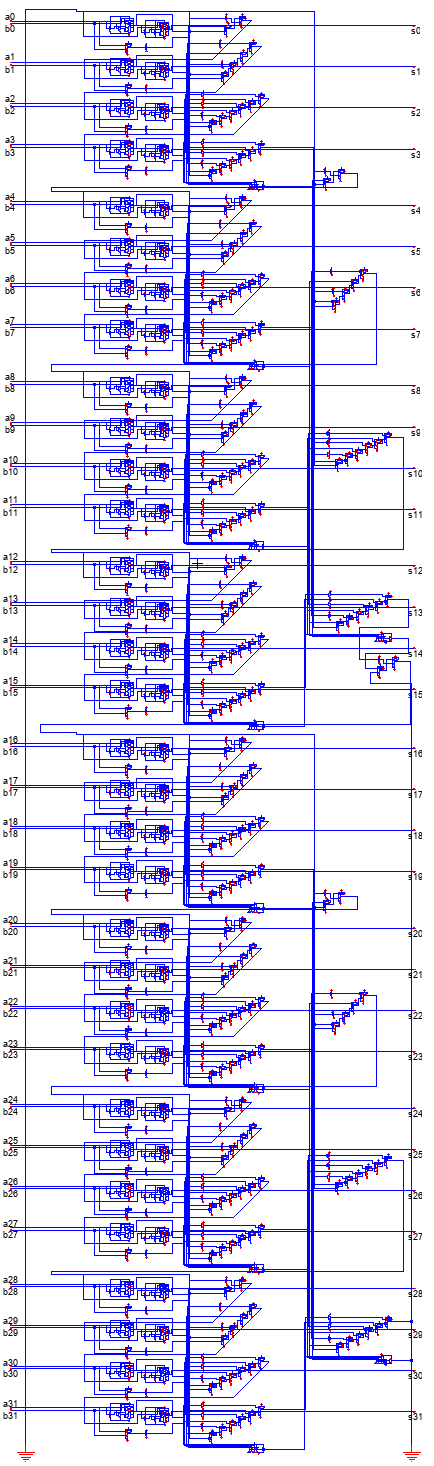 a0 s0
b0
a1 s1
b1
a2 s2
b2
a3 s3
b3
a4 s4
b4
a5 s5
b5
a6 s6
b6
a7 s7
b7
a8 s8
b8
a9 s9
b9
a10 s10
b10
a11 s11
b11
a12 s12
b12
a13 s13
b13
a14 s14
b14
a15 s15
b15
a16 s16
b16
a17 s17
b17
a18 s18
b18
a19 s19
b19
a20 s20
b20
a21 s21
b21
a22 s22
b22
a23 s23
b23
a24 s24
b24
a25 s25
b25
a26 s26
b26
a27 s27
b27
a28 s28
b28
a29 s29
b29
a30 s30
b30
a31 s31
b31